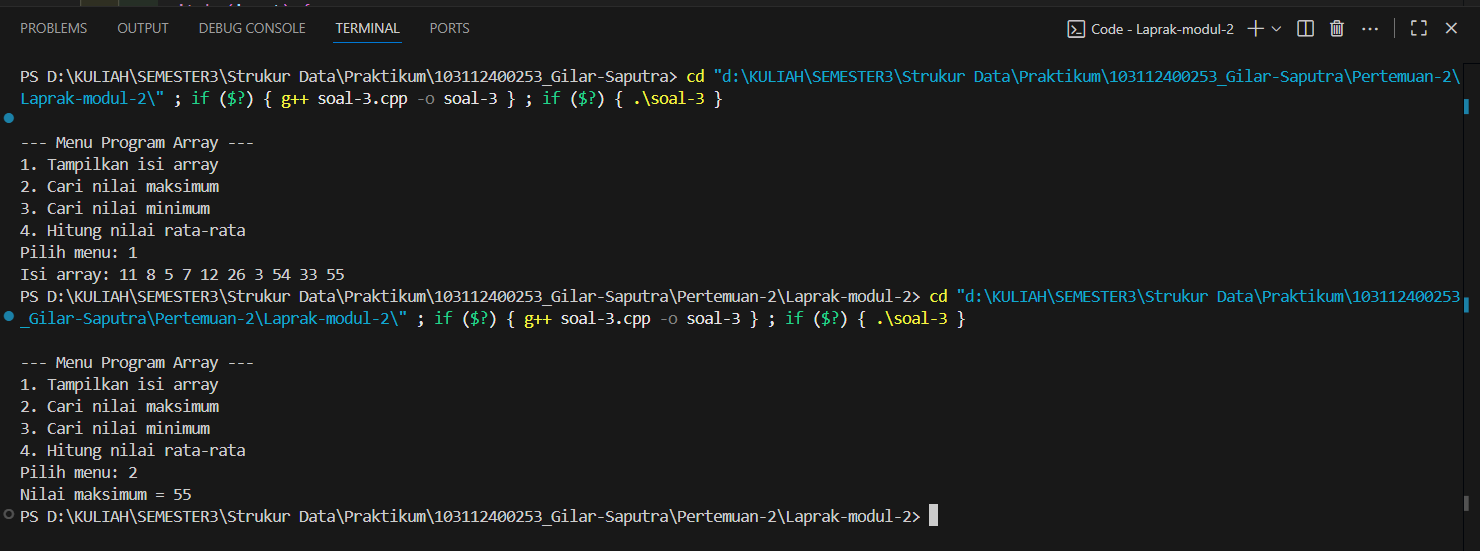 PROBLEMS OUTPUT DEBUG CONSOLE TERMINAL PORTS Code - Laprak-modul-2
PS D:\KULIAH\SEMESTER3\Strukur Data\Praktikum\103112400253_Gilar-Saputra> cd "d:\KULIAH\SEMESTER3\Strukur Data\Praktikum\103112400253_Gilar-Saputra\Pertemuan-2\
Laprak-modul-2\" ; if ($?) { g++ soal-3.cpp -o soal-3 } ; if ($?) { .\soal-3 }
--- Menu Program Array ---
1. Tampilkan isi array
2. Cari nilai maksimum
3. Cari nilai minimum
4. Hitung nilai rata-rata
Pilih menu: 1
Isi array: 11 8 5 7 12 26 3 54 33 55
PS D:\KULIAH\SEMESTER3\Strukur Data\Praktikum\103112400253_Gilar-Saputra\Pertemuan-2\Laprak-modul-2> cd "d:\KULIAH\SEMESTER3\Strukur Data\Praktikum\103112400253
_Gilar-Saputra\Pertemuan-2\Laprak-modul-2\" ; if ($?) { g++ soal-3.cpp -o soal-3 } ; if ($?) { .\soal-3 }
--- Menu Program Array ---
1. Tampilkan isi array
2. Cari nilai maksimum
3. Cari nilai minimum
4. Hitung nilai rata-rata
Pilih menu: 2
Nilai maksimum = 55
PS D:\KULIAH\SEMESTER3\Strukur Data\Praktikum\103112400253_Gilar-Saputra\Pertemuan-2\Laprak-modul-2>